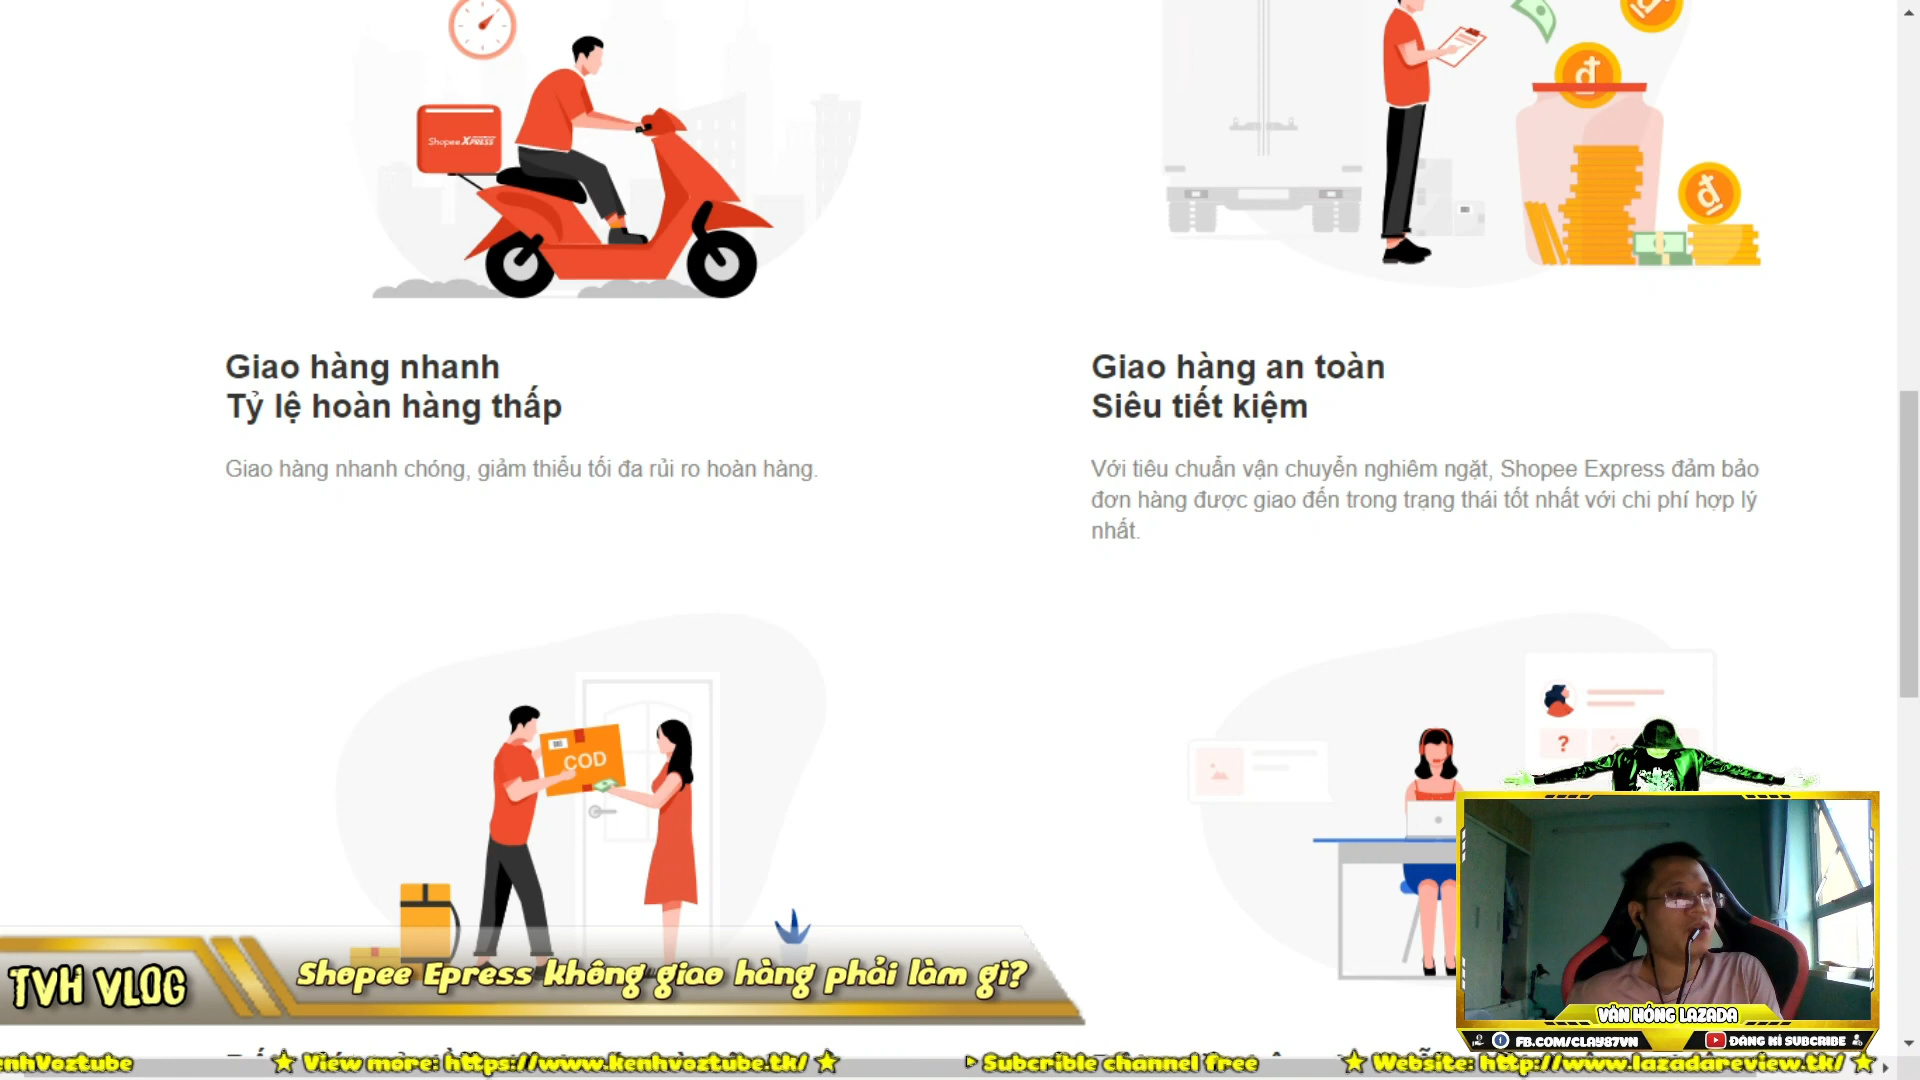 Shopee XPRESS
Giao hàng nhanh
Tỷ lệ hoàn hàng thấp
Giao hàng nhanh chóng, giảm thiểu tối đa rủi ro hoàn hàng.
đ
đ
Giao hàng an toàn
Siêu tiết kiệm
Với tiêu chuẩn vận chuyển nghiêm ngặt, Shopee Express đảm bảo
đơn hàng được giao đến trong trạng thái tốt nhất với chi phí hợp lý
nhất.
COD
?
TVH VLOG
Shopee Epress không giao hàng phải làm gì?
VĂN HÓNG LAZADA
FB.COM/CLAY87VN
ĐĂNG KÍ SUBCRIBE
enhVoztube
★ View more: https://www.kenhvoztube.tk/ ★
Subcrible channel free
★ Website: http://www.lazadareview.tk/ ★